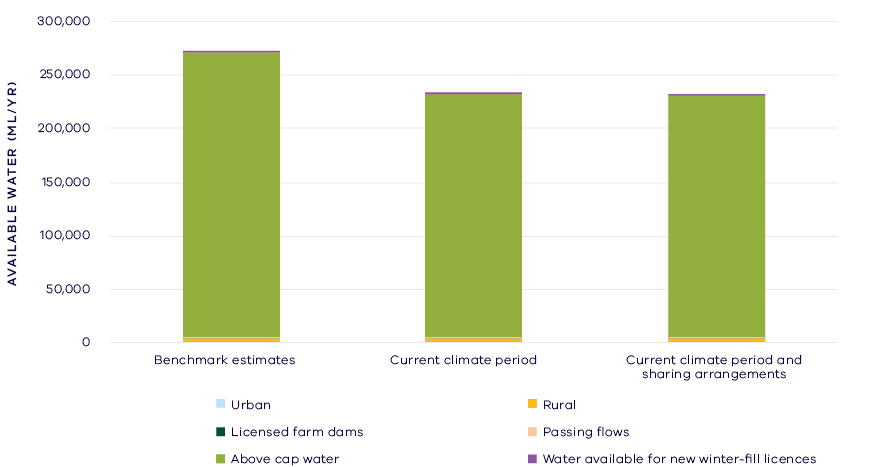 300,000
250,000
200,000
150,000
100,000
50,000
0
AVAILABLE WATER (ML/YR)
Benchmark estimates
Current climate period
Current climate period and
sharing arrangements
Urban
Rural
Licensed farm dams
Passing flows
Above cap water
Water available for new winter-fill licences